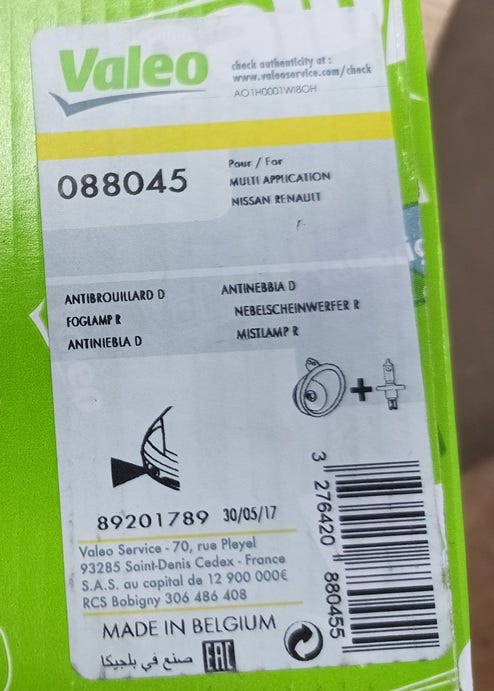 Valeo
check authenticity at :
www.valeoservice.com/check
AO1H0001WI8GH
088045
Pour / For
MULTI APPLICATION
NISSAN RENAULT
ANTIBROUILLARD D
FOGLAMP R
ANTINIEBLA D
ANTINEBBIA D
NEBELSCHEINWERFER R
MISTLAMP R
+
89201789 30/05/17
Valeo Service - 70, rue Pleyel
93285 Saint-Denis Cedex - France
S.A.S. au capital de 12 900 000€
RCS Bobigny 306 486 408
MADE IN BELGIUM
صنع في بلجيكا
EAC
3 276420 880455